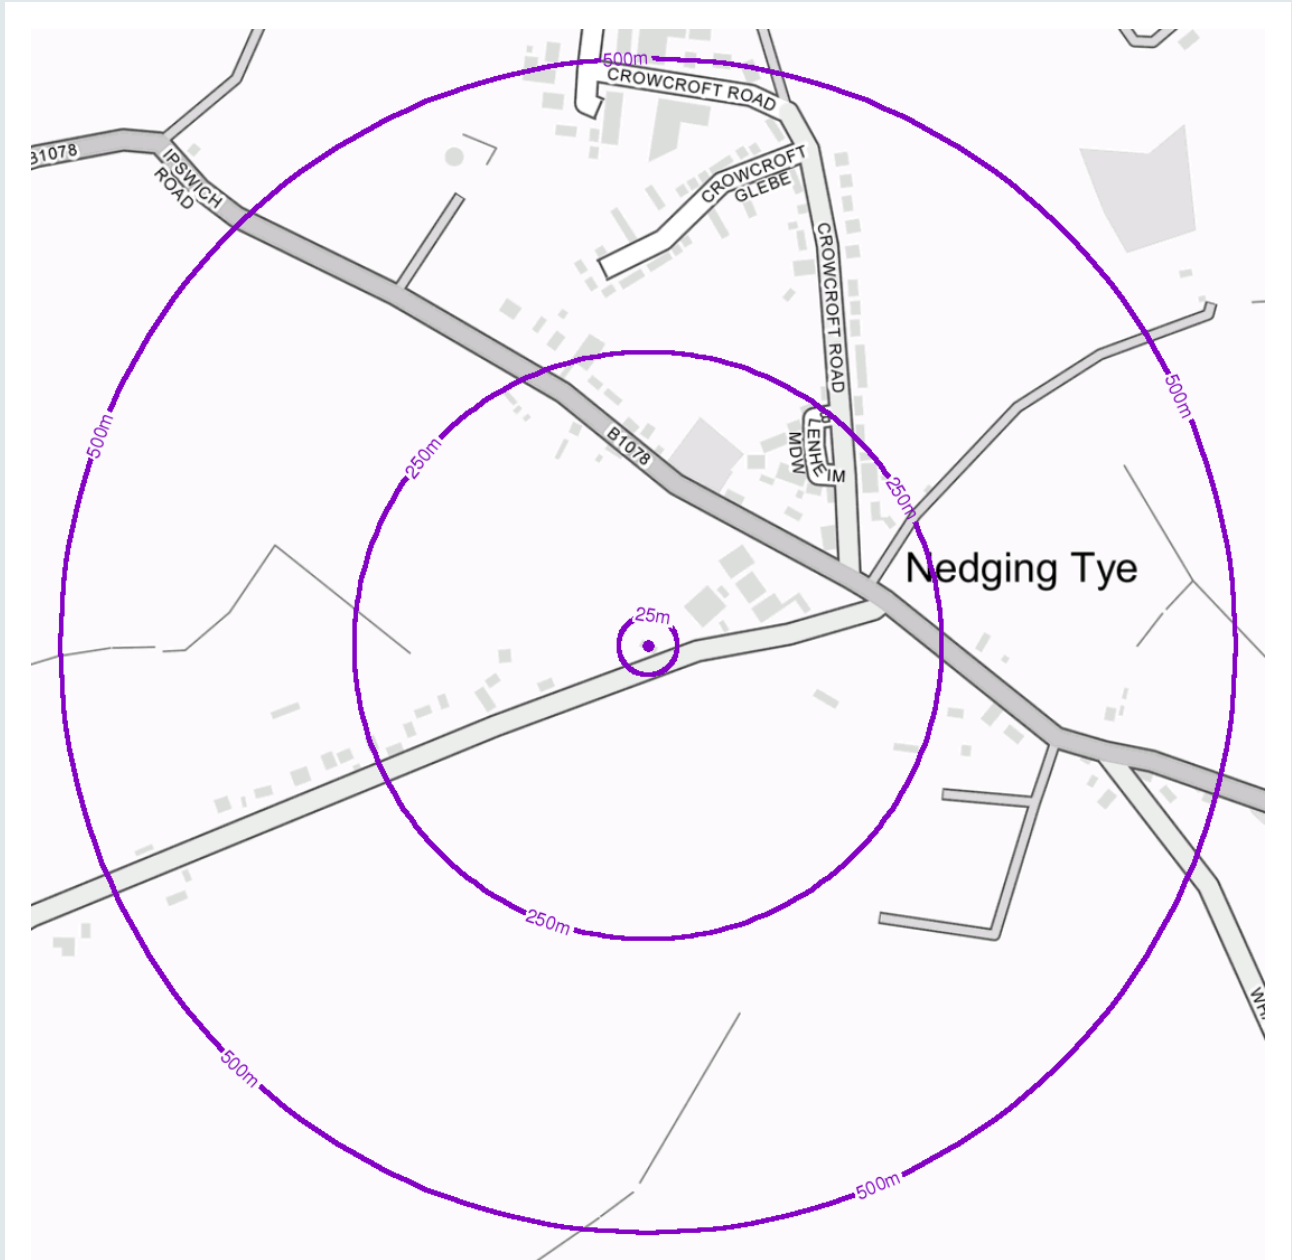 500m
CROWCROFT ROAD
B1078
IPSWICH
ROAD
CROWCROFT
GLEBE
CROWCROFT ROAD
500m
500m
250m
B1078
LENHE
IM
MDW
250m
Nedging Tye
25m
250m
500m
500m